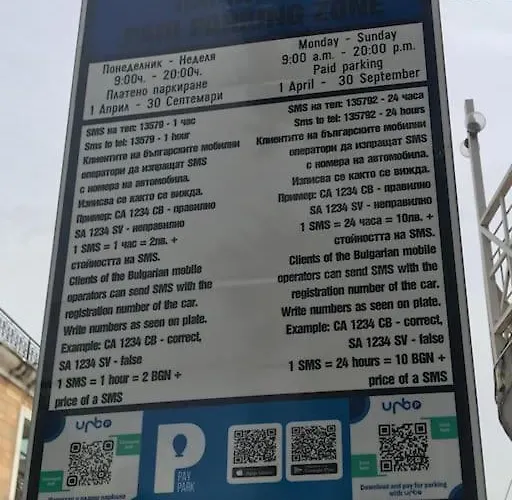 PARKING ZONE
Понеделник - Неделя
9:00ч. - 20:00ч.
Платено паркиране
1 Април - 30 Септември
Monday - Sunday
9:00 a.m. - 20:00 p.m.
Paid parking
1 April - 30 September
SMS на тел: 13579 - 1 час
Sms to tel: 13579 - 1 hour
Клиентите на българските мобилни
оператори да изпращат SMS
с номера на автомобила.
Изписва се както се вижда.
Пример: СА 1234 СВ - правилно
SA 1234 SV - неправилно
1 SMS = 1 час = 2лв. +
стойността на SMS.
Clients of the Bulgarian mobile
operators can send SMS with the
registration number of the car.
Write numbers as seen on plate.
Example: CA 1234 CB - correct,
SA 1234 SV - false
1 SMS = 1 hour = 2 BGN +
price of a SMS
SMS на тел: 135792 - 24 часа
Sms to tel: 135792 - 24 hours
Клиентите на българските мобилни
оператори да изпращат SMS
с номера на автомобила.
Изписва се както се вижда.
Пример: СА 1234 СВ - правилно
SA 1234 SV - неправилно
1 SMS = 24 часа = 10лв. +
стойността на SMS.
Clients of the Bulgarian mobile
operators can send SMS with the
registration number of the car.
Write numbers as seen on plate.
Example: CA 1234 CB - correct,
SA 1234 SV - false
1 SMS = 24 hours = 10 BGN +
price of a SMS
urbo
P
PAY
PARK
urbo
Download and pay for parking
with urbo